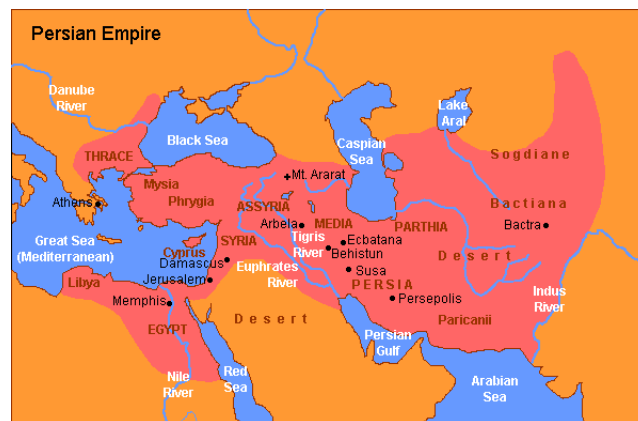 Persian Empire
Danube
River
Lake
Aral
Black Sea
Caspian
Sea
THRACE
Sogdiane
Mt. Ararat
Mysia
Phrygia
Athens
ASSYRIA
Bactiana
Arbela
MEDIA
PARTHIA
Bactra
Great Sea
(Mediterranean)
Cyprus
SYRIA
Tigris
River
Ecbatana
Behistun
Desert
Damascus
Jerusalem
Euphrates
River
Susa
Libya
PERSIA
Indus
River
Memphis
Persepolis
EGYPT
Desert
Paricanii
Persian
Gulf
Nile
River
Red
Sea
Arabian
Sea